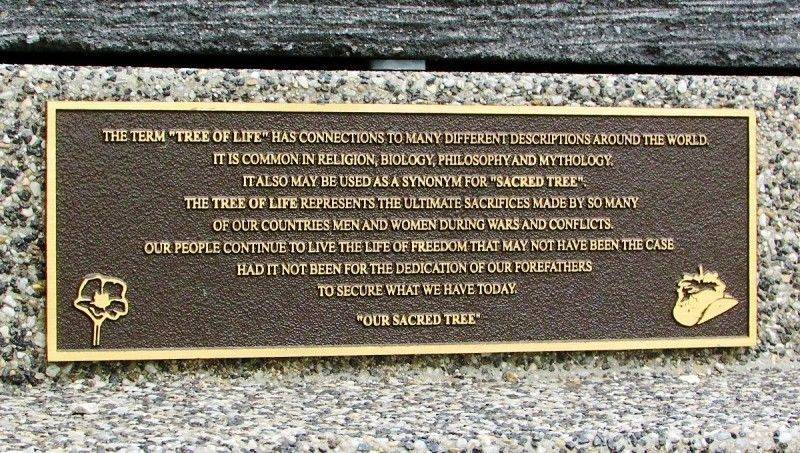 THE TERM "TREE OF LIFE" HAS CONNECTIONS TO MANY DIFFERENT DESCRIPTIONS AROUND THE WORLD.
IT IS COMMON IN RELIGION, BIOLOGY, PHILOSOPHY AND MYTHOLOGY.
IT ALSO MAY BE USED AS A SYNONYM FOR "SACRED TREE".
THE TREE OF LIFE REPRESENTS THE ULTIMATE SACRIFICES MADE BY SO MANY
OF OUR COUNTRIES MEN AND WOMEN DURING WARS AND CONFLICTS.
OUR PEOPLE CONTINUE TO LIVE THE LIFE OF FREEDOM THAT MAY NOT HAVE BEEN THE CASE
HAD IT NOT BEEN FOR THE DEDICATION OF OUR FOREFATHERS
TO SECURE WHAT WE HAVE TODAY.
"OUR SACRED TREE"